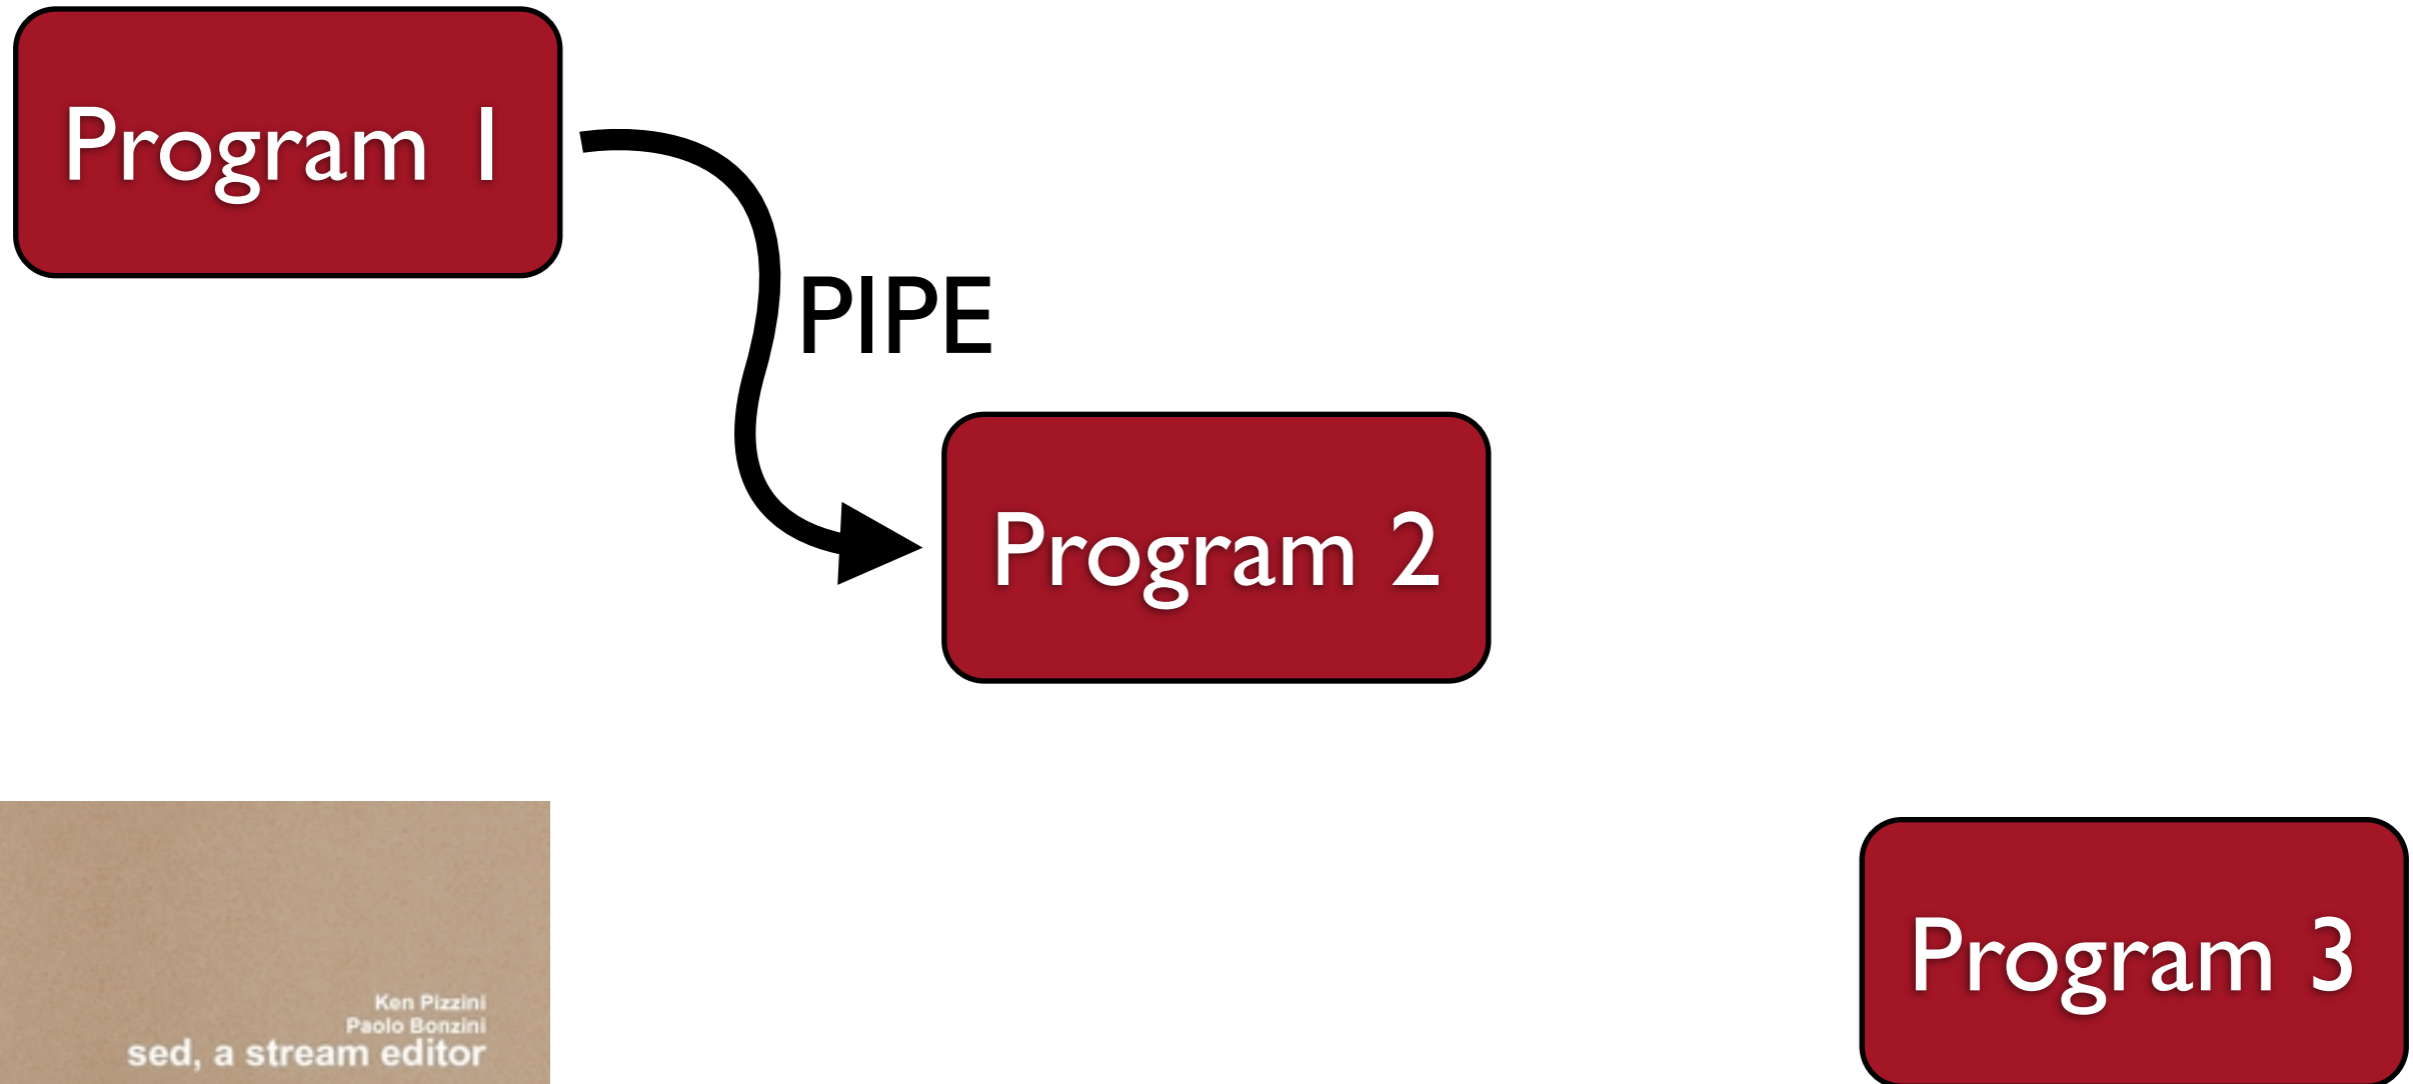 Program 1
PIPE
Program 2
Program 3
Ken Pizzini
Paolo Bonzini
sed, a stream editor